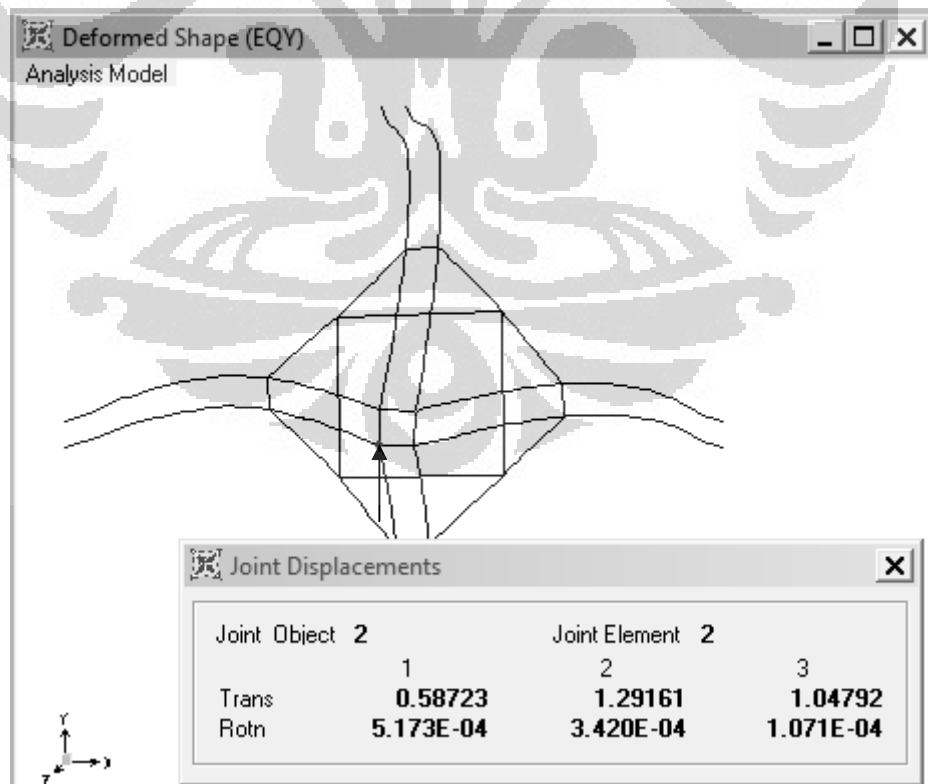 Deformed Shape (EQY)
Analysis Model
Joint Displacements
Joint Object 2 Joint Element 2
1 2 3
Trans 0.58723 1.29161 1.04792
Rotn 5.173E-04 3.420E-04 1.071E-04
Y
X
Z